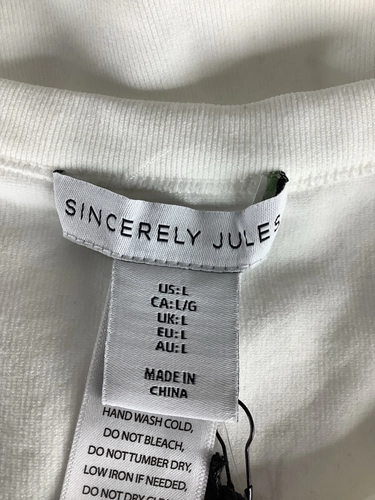 SINCERELY JULES
US: L
CA: L/G
UK: L
EU: L
AU: L
MADE IN
CHINA
HAND WASH COLD,
DO NOT BLEACH,
DO NOT TUMBER DRY,
LOW IRON IF NEEDED,
DO NOT DRY CLEAN